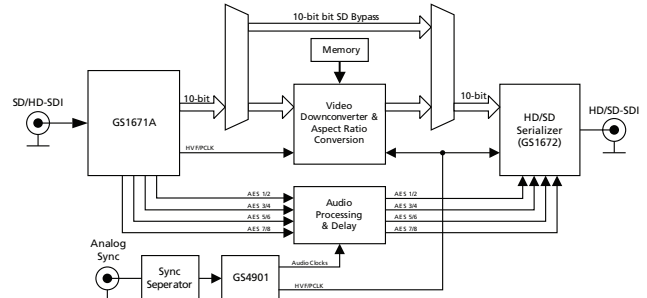 10-bit bit SD Bypass
Memory
SD/HD-SDI
GS1671A
10-bit
Video
Downconverter &
Aspect Ratio
Conversion
10-bit
HD/SD
Serializer
(GS1672)
HD/SD-SDI
HVF/PCLK
AES 1/2
AES 3/4
AES 5/6
AES 7/8
Audio
Processing
& Delay
AES 1/2
AES 3/4
AES 5/6
AES 7/8
Analog
Sync
Sync
Seperator
GS4901
Audio Clocks
HVF/PCLK